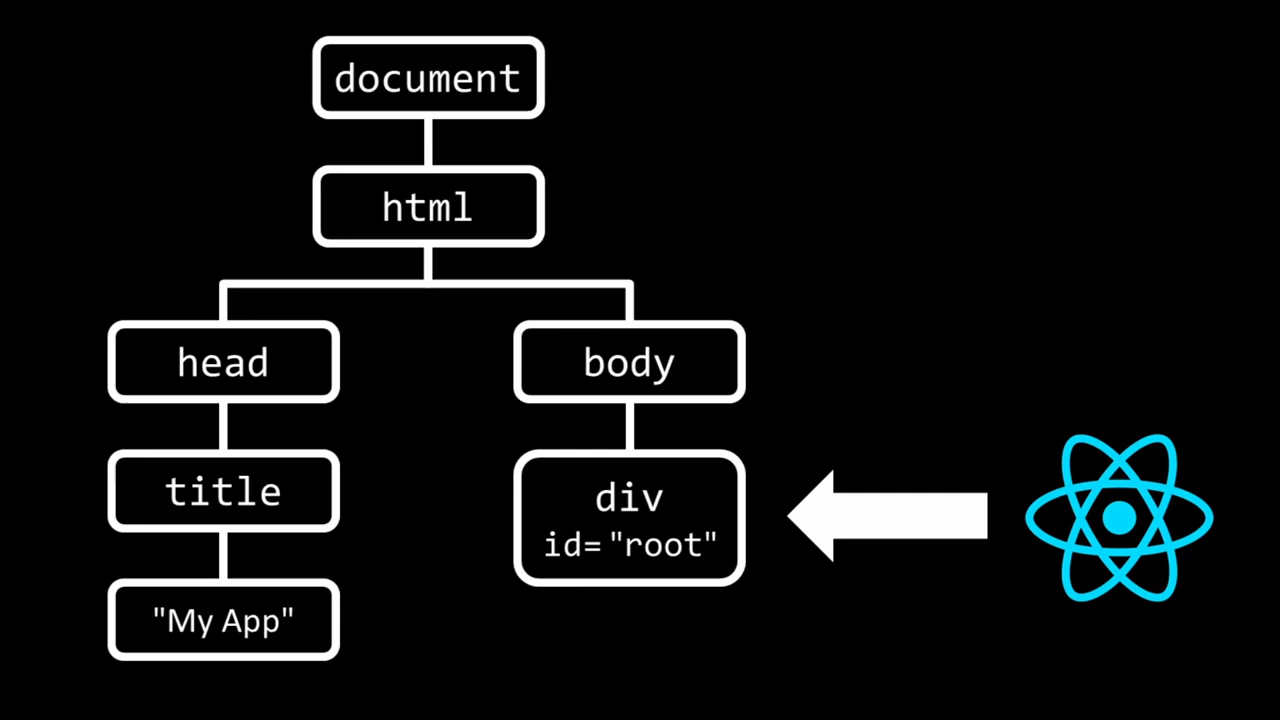 document
html
head
body
title
div
id="root"
"My App"